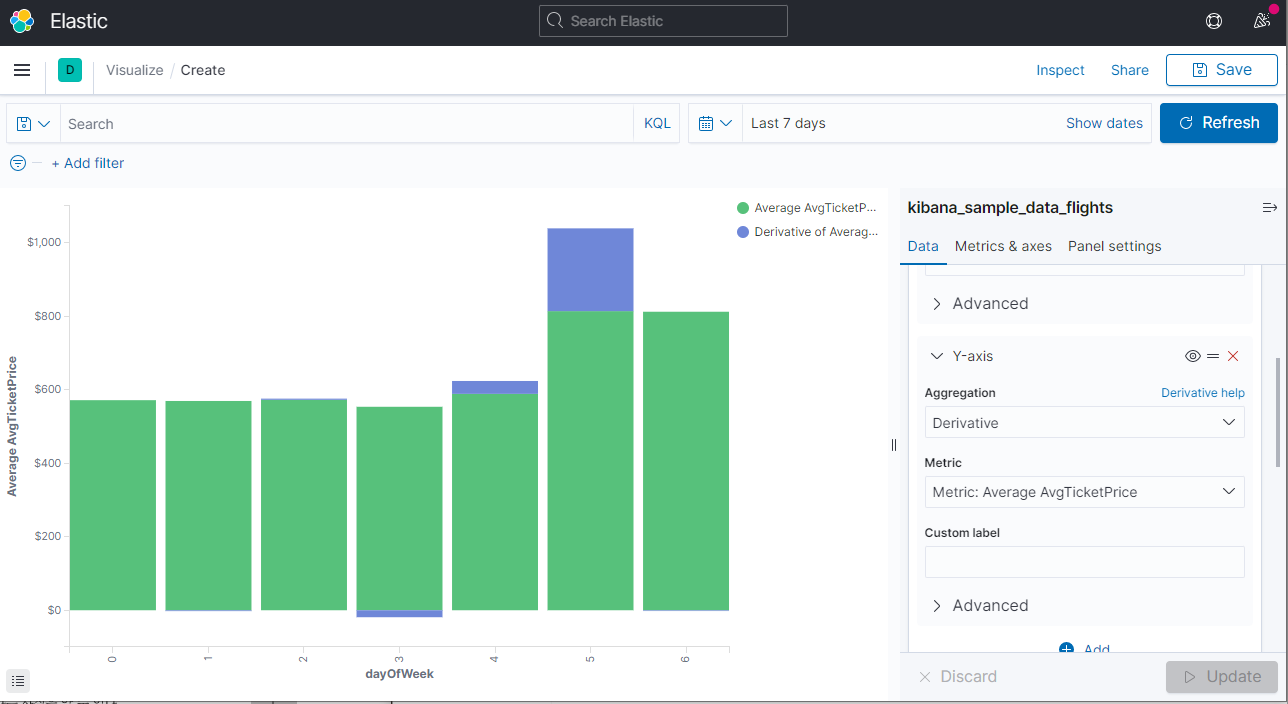 Elastic
Search Elastic
D
Visualize / Create
Inspect
Share
Save
Search
KQL
Last 7 days
Show dates
Refresh
+ Add filter
Average AvgTicketP...
Derivative of Averag...
$1,000
$800
$600
$400
$200
$0
Average AvgTicketPrice
0
1
2
3
4
5
6
dayOfWeek
kibana_sample_data_flights
Data
Metrics & axes
Panel settings
Advanced
Y-axis
Aggregation
Derivative help
Derivative
Metric
Metric: Average AvgTicketPrice
Custom label
Advanced
Add
Discard
Update